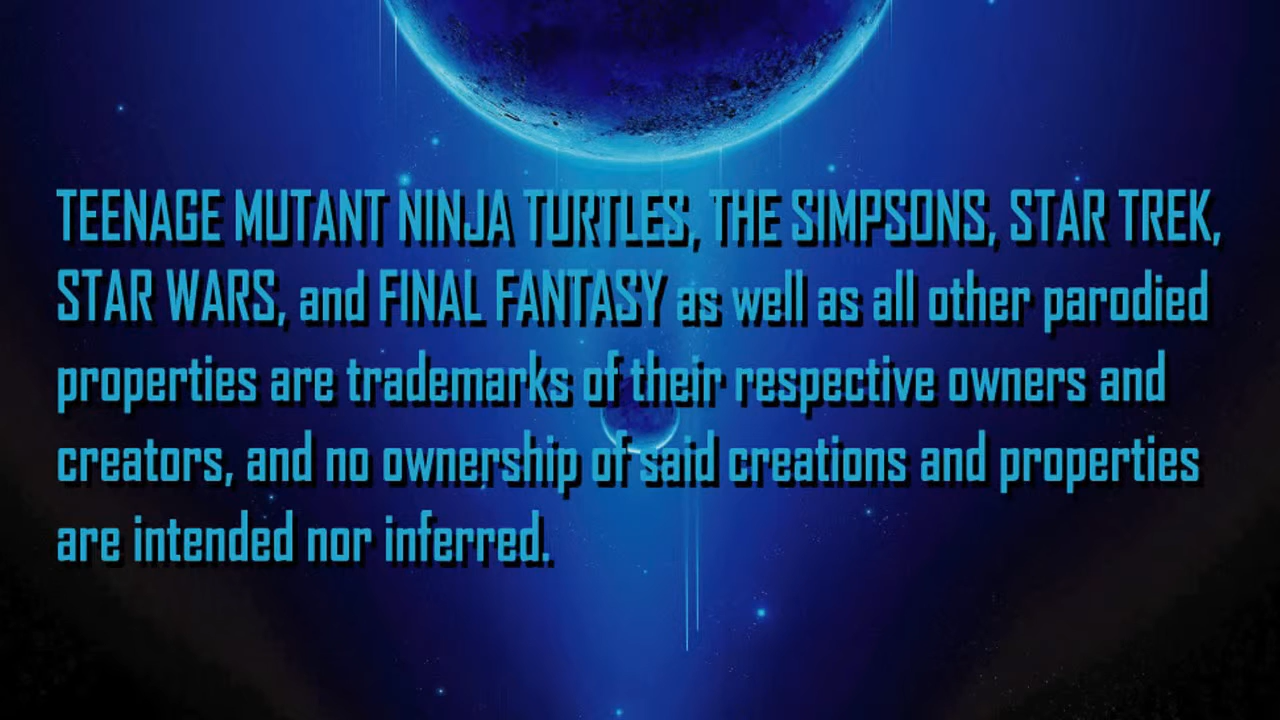 TEENAGE MUTANT NINJA TURTLES, THE SIMPSONS, STAR TREK,
STAR WARS, and FINAL FANTASY as well as all other parodied
properties are trademarks of their respective owners and
creators, and no ownership of said creations and properties
are intended nor inferred.